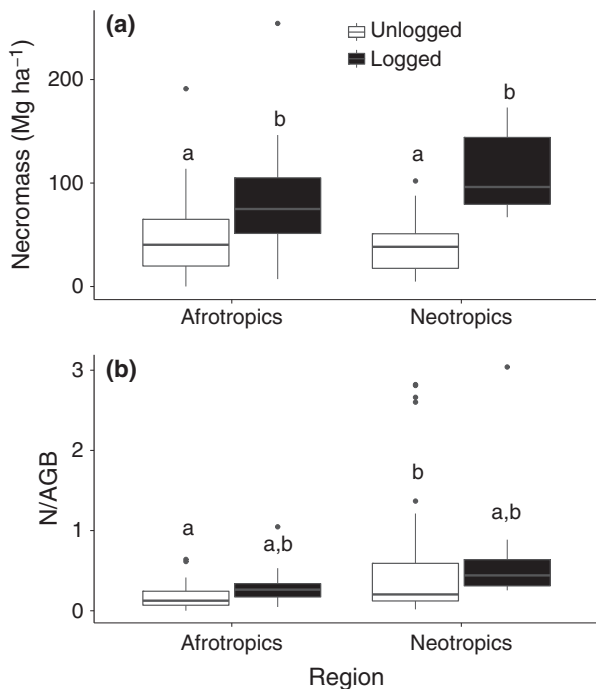 (a)
Unlogged
Logged
Necromass (Mg ha⁻¹)
200
100
0
a
b
a
b
Afrotropics
Neotropics
(b)
N/AGB
3
2
1
0
a
a,b
b
a,b
Afrotropics
Neotropics
Region